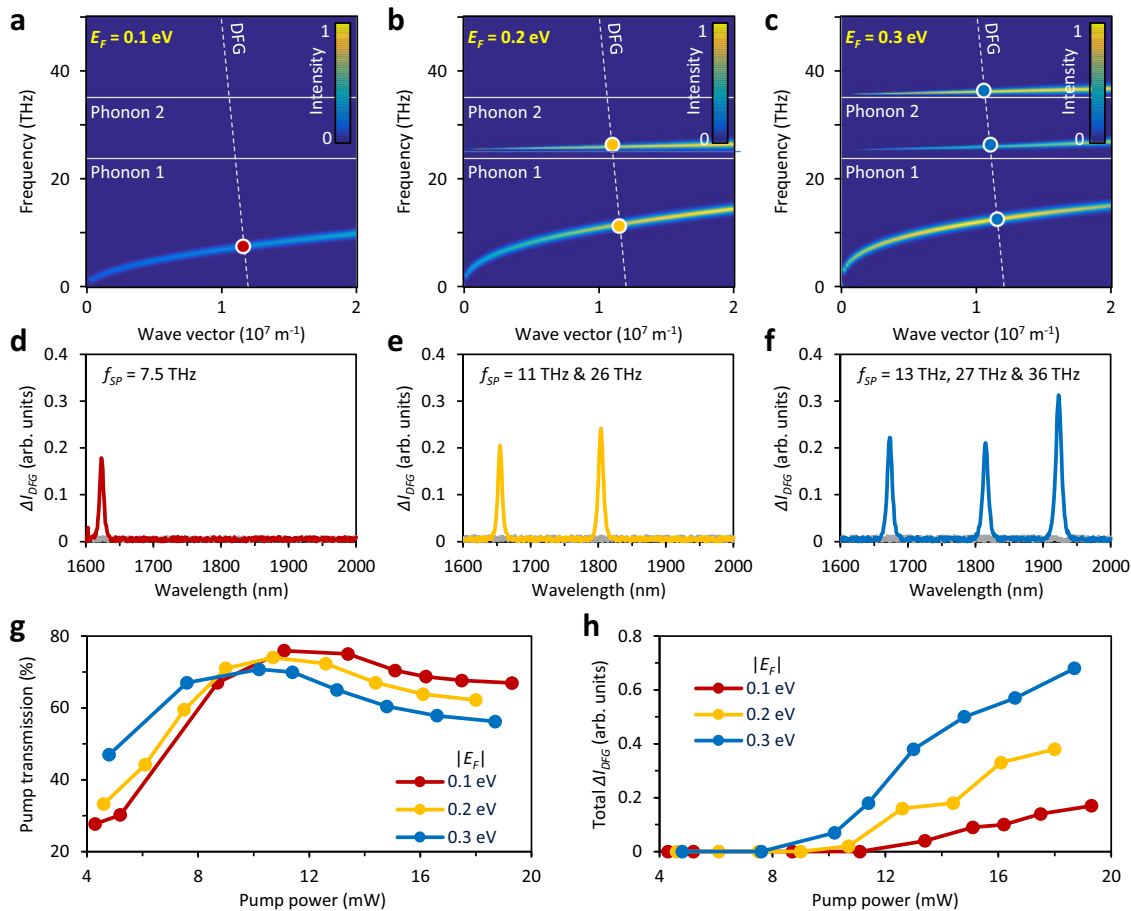 a
E_F = 0.1 eV
DFG
1
Intensity
0
Phonon 2
Phonon 1
Frequency (THz)
40
20
0
0 1 2
Wave vector (10⁷ m⁻¹)
b
E_F = 0.2 eV
DFG
1
Intensity
0
Phonon 2
Phonon 1
Frequency (THz)
40
20
0
0 1 2
Wave vector (10⁷ m⁻¹)
c
E_F = 0.3 eV
DFG
1
Intensity
0
Phonon 2
Phonon 1
Frequency (THz)
40
20
0
0 1 2
Wave vector (10⁷ m⁻¹)
d
f_SP = 7.5 THz
ΔI_DFG (arb. units)
0.4
0.3
0.2
0.1
0
1600 1700 1800 1900 2000
Wavelength (nm)
e
f_SP = 11 THz & 26 THz
ΔI_DFG (arb. units)
0.4
0.3
0.2
0.1
0
1600 1700 1800 1900 2000
Wavelength (nm)
f
f_SP = 13 THz, 27 THz & 36 THz
ΔI_DFG (arb. units)
0.4
0.3
0.2
0.1
0
1600 1700 1800 1900 2000
Wavelength (nm)
g
Pump transmission (%)
80
60
40
20
|E_F|
0.1 eV
0.2 eV
0.3 eV
4 8 12 16 20
Pump power (mW)
h
Total ΔI_DFG (arb. units)
0.8
0.6
0.4
0.2
0
|E_F|
0.1 eV
0.2 eV
0.3 eV
4 8 12 16 20
Pump power (mW)